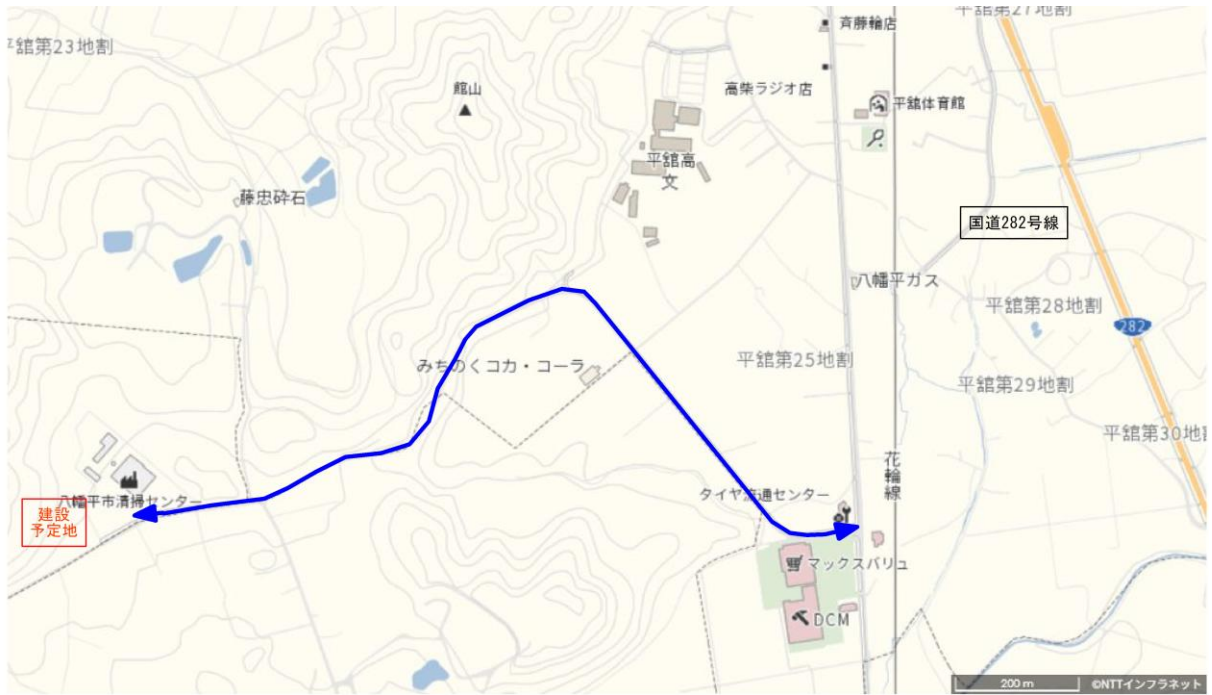 平舘第27地割
斉藤輪店
平舘第23地割
館山
高柴ラジオ店
平舘体育館
平舘高
文
藤忠砕石
国道282号線
八幡平ガス
平舘第28地割
282
みちのくコカ・コーラ
平舘第25地割
平舘第29地割
平舘第30地割
花輪線
タイヤ流通センター
八幡平市清掃センター
建設
予定地
マックスバリュ
DCM
200 m
©NTTインフラネット